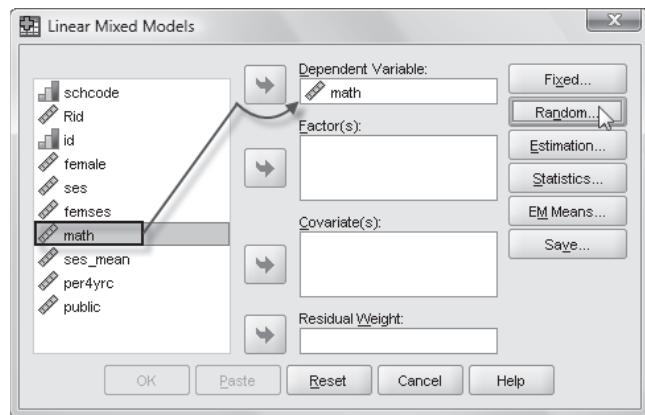 Linear Mixed Models
schcode
Rid
id
female
ses
femses
math
ses_mean
per4yrc
public
Dependent Variable:
math
Factor(s):
Covariate(s):
Residual Weight:
Fixed...
Random...
Estimation...
Statistics...
EM Means...
Save...
OK
Paste
Reset
Cancel
Help